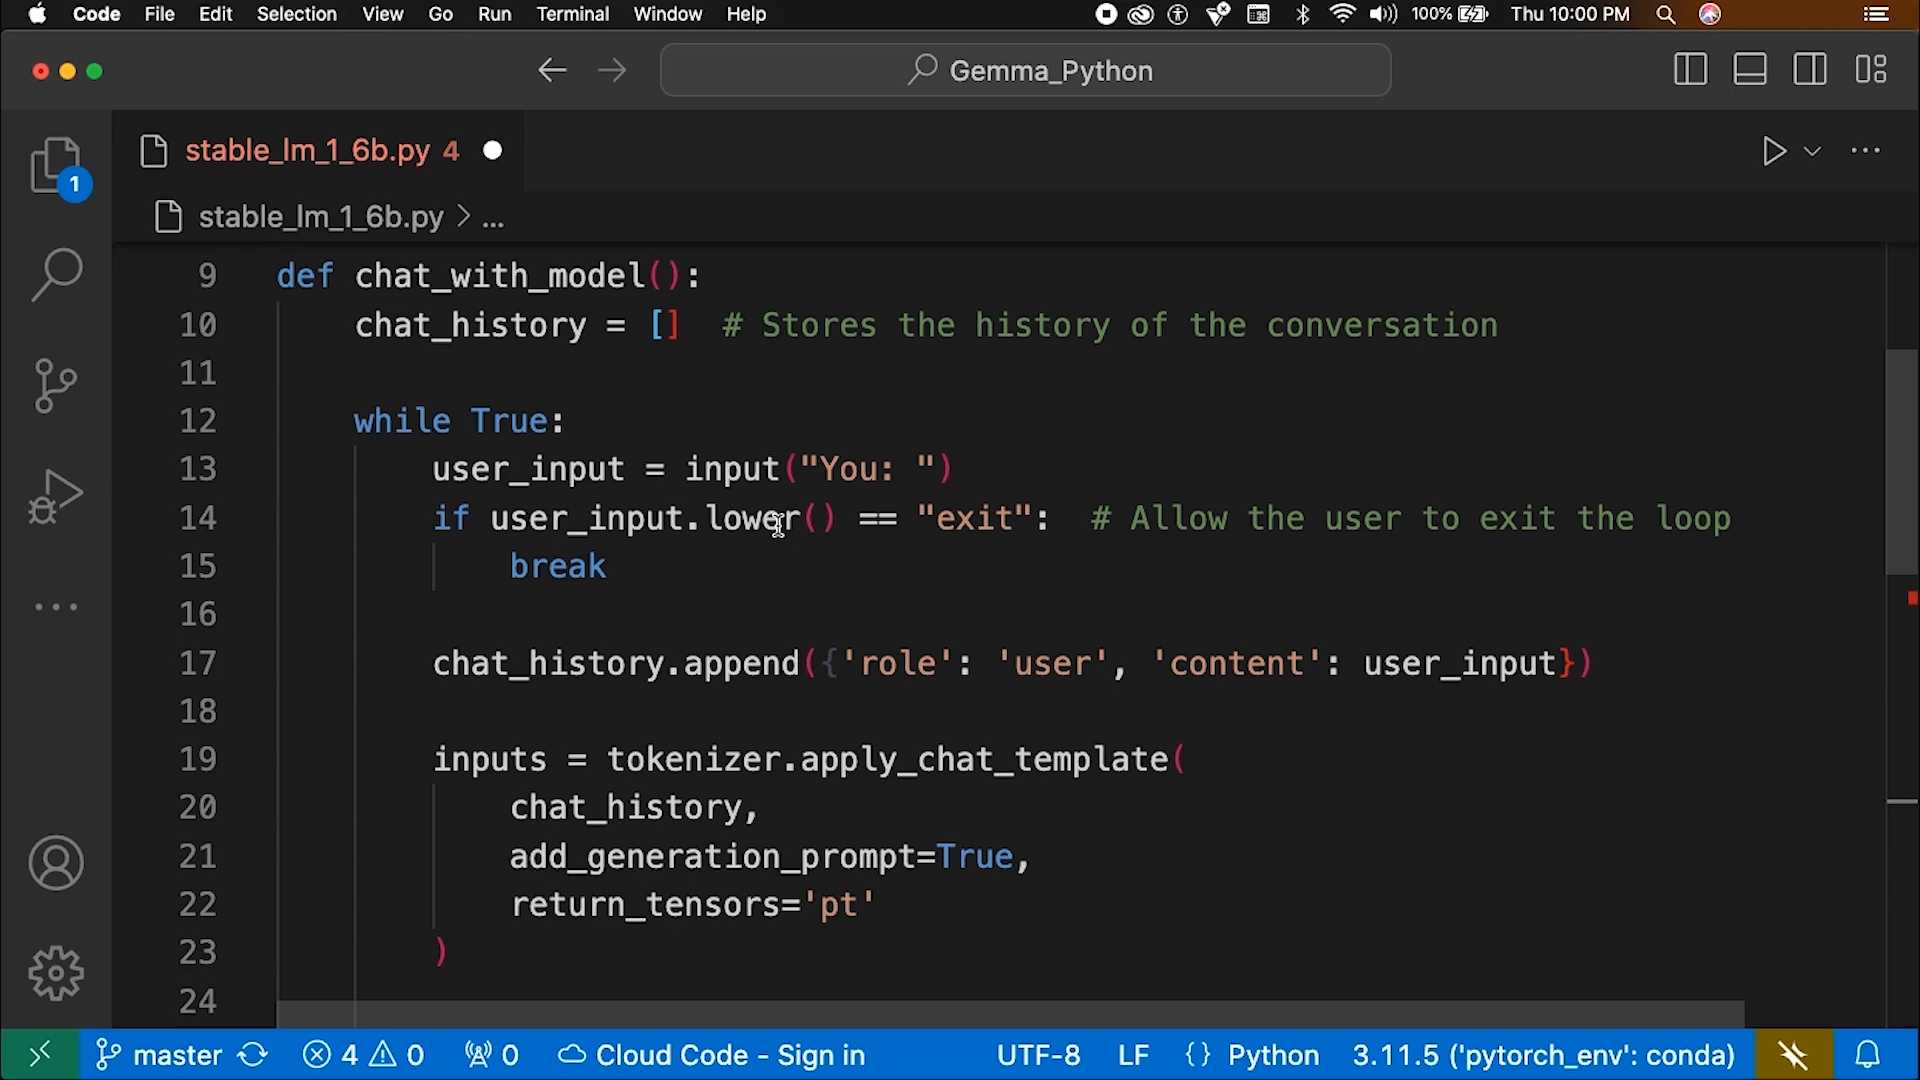 Code File Edit Selection View Go Run Terminal Window Help 100% Thu 10:00 PM
Gemma_Python
stable_lm_1_6b.py 4
1
stable_lm_1_6b.py > ...
9 def chat_with_model():
10 chat_history = [] # Stores the history of the conversation
11
12 while True:
13 user_input = input("You: ")
14 if user_input.lower() == "exit": # Allow the user to exit the loop
15 break
16
17 chat_history.append({'role': 'user', 'content': user_input})
18
19 inputs = tokenizer.apply_chat_template(
20 chat_history,
21 add_generation_prompt=True,
22 return_tensors='pt'
23 )
24
master 4 0 0 Cloud Code - Sign in UTF-8 LF {} Python 3.11.5 ('pytorch_env': conda)